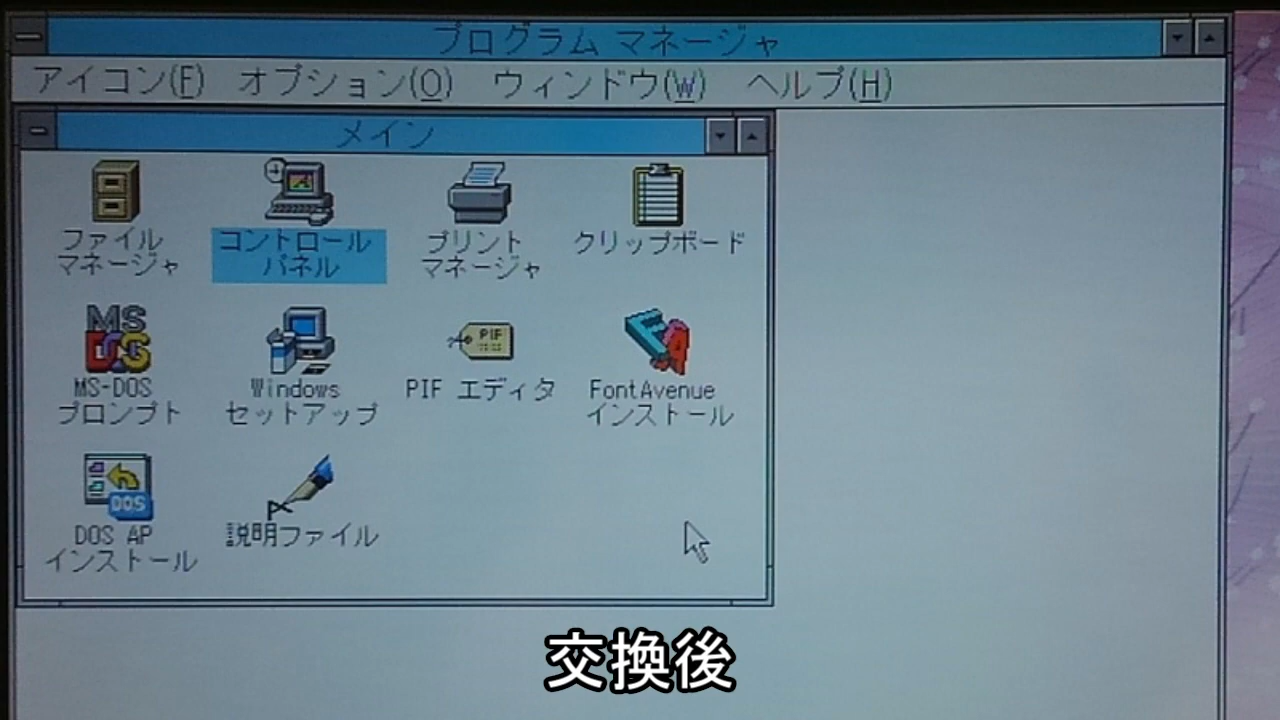 プログラム マネージャ
アイコン(F) オプション(O) ウィンドウ(W) ヘルプ(H)
メイン
ファイル
マネージャ
コントロール
パネル
プリント
マネージャ
クリップボード
MS
DOS
MS-DOS
プロンプト
Windows
セットアップ
PIF
PIF エディタ
FA
FontAvenue
インストール
DOS
DOS AP
インストール
説明ファイル
交換後